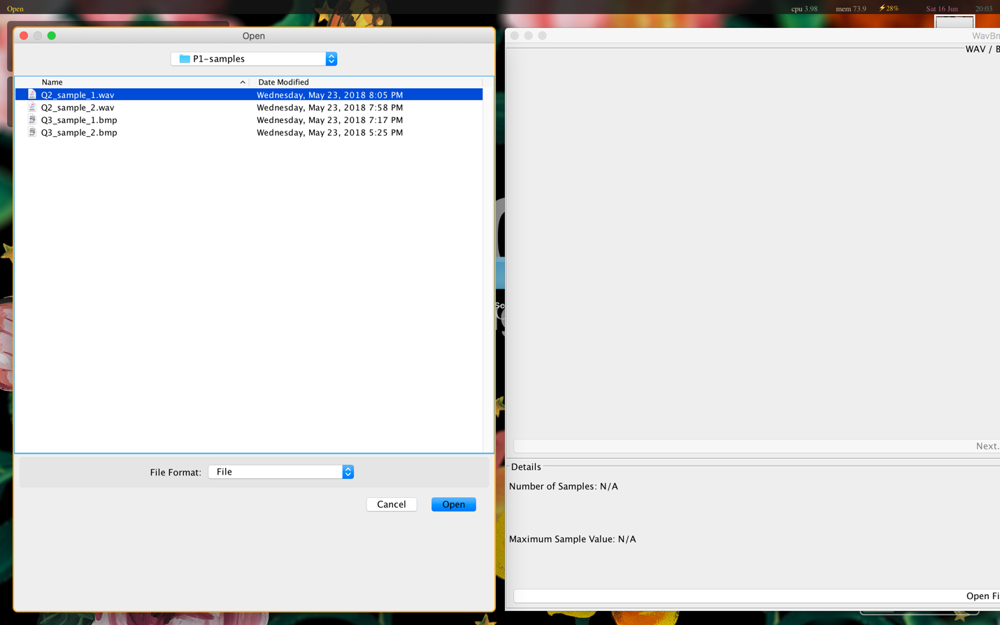 Open
cpu 3.98 mem 73.9 ⚡28% Sat 16 Jun 20:03
Open
P1-samples
Name Date Modified
Q2_sample_1.wav Wednesday, May 23, 2018 8:05 PM
Q2_sample_2.wav Wednesday, May 23, 2018 7:58 PM
Q3_sample_1.bmp Wednesday, May 23, 2018 7:17 PM
Q3_sample_2.bmp Wednesday, May 23, 2018 5:25 PM
File Format: File
Cancel Open
Sc
WavBm
WAV / B
Next.
Details
Number of Samples: N/A
Maximum Sample Value: N/A
Open Fi